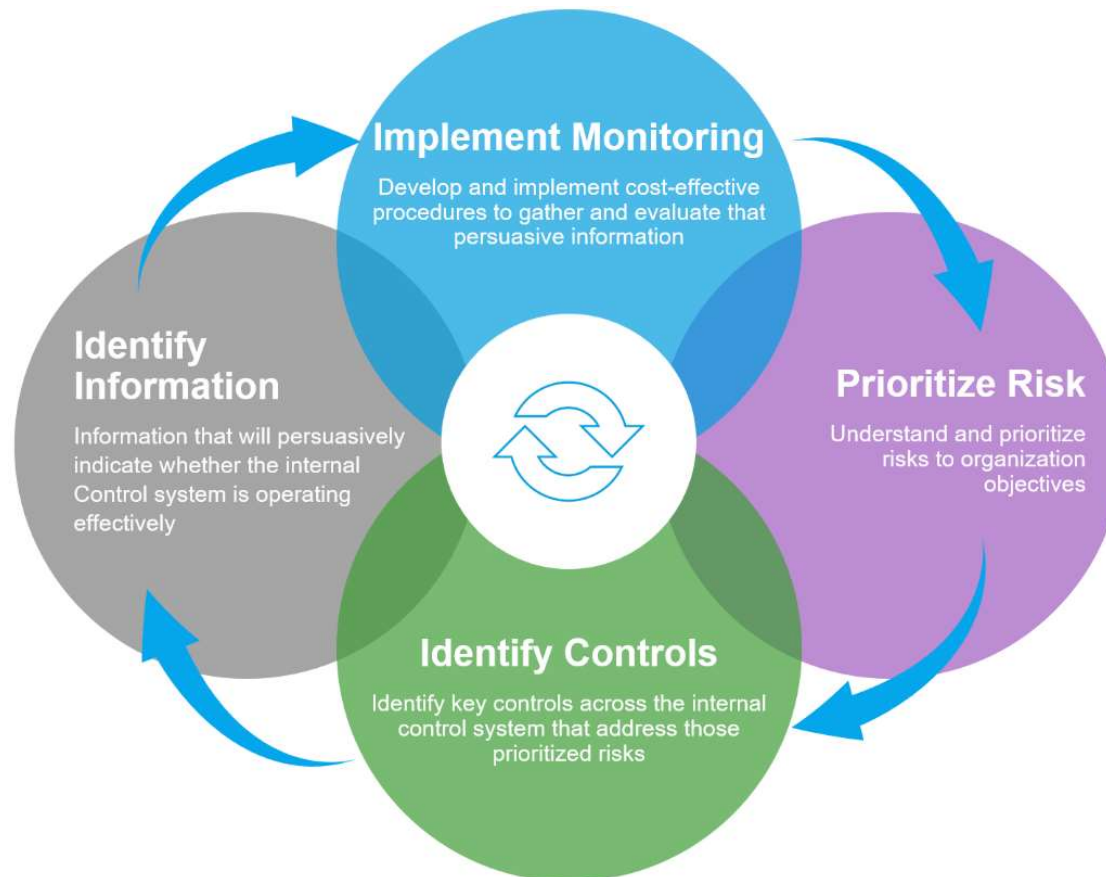 Implement Monitoring
Develop and implement cost-effective
procedures to gather and evaluate that
persuasive information
Prioritize Risk
Understand and prioritize
risks to organization
objectives
Identify Controls
Identify key controls across the internal
control system that address those
prioritized risks
Identify
Information
Information that will persuasively
indicate whether the internal
Control system is operating
effectively